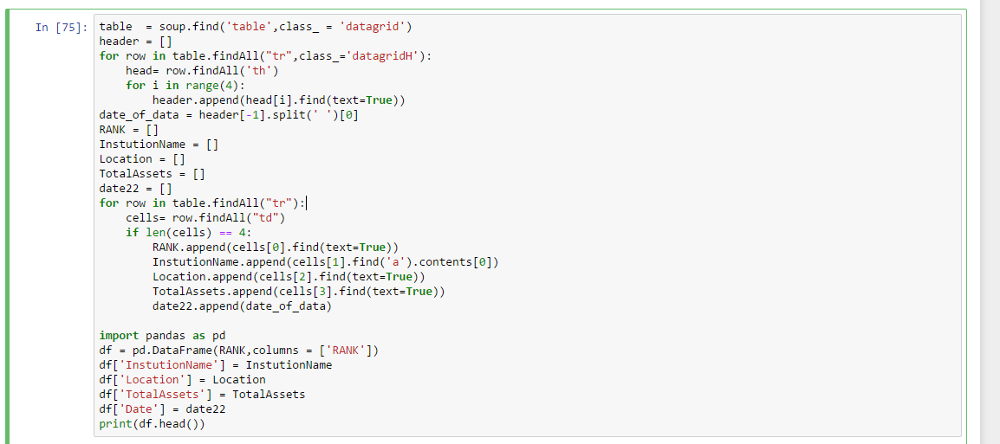 In [75]: table  = soup.find('table',class_ = 'datagrid')
header = []
for row in table.findAll("tr",class_='datagridH'):
    head= row.findAll('th')
    for i in range(4):
        header.append(head[i].find(text=True))
date_of_data = header[-1].split(' ')[0]
RANK = []
InstutionName = []
Location = []
TotalAssets = []
date22 = []
for row in table.findAll("tr"):
    cells= row.findAll("td")
    if len(cells) == 4:
        RANK.append(cells[0].find(text=True))
        InstutionName.append(cells[1].find('a').contents[0])
        Location.append(cells[2].find(text=True))
        TotalAssets.append(cells[3].find(text=True))
        date22.append(date_of_data)

import pandas as pd
df = pd.DataFrame(RANK,columns = ['RANK'])
df['InstutionName'] = InstutionName
df['Location'] = Location
df['TotalAssets'] = TotalAssets
df['Date'] = date22
print(df.head())